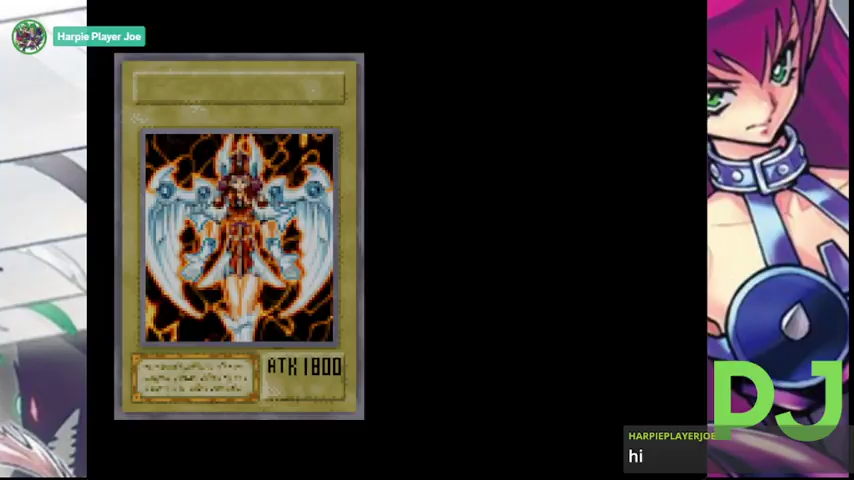 Harpie Player Joe
ATK 1800
DJ
HARPIEPLAYERJOE
hi